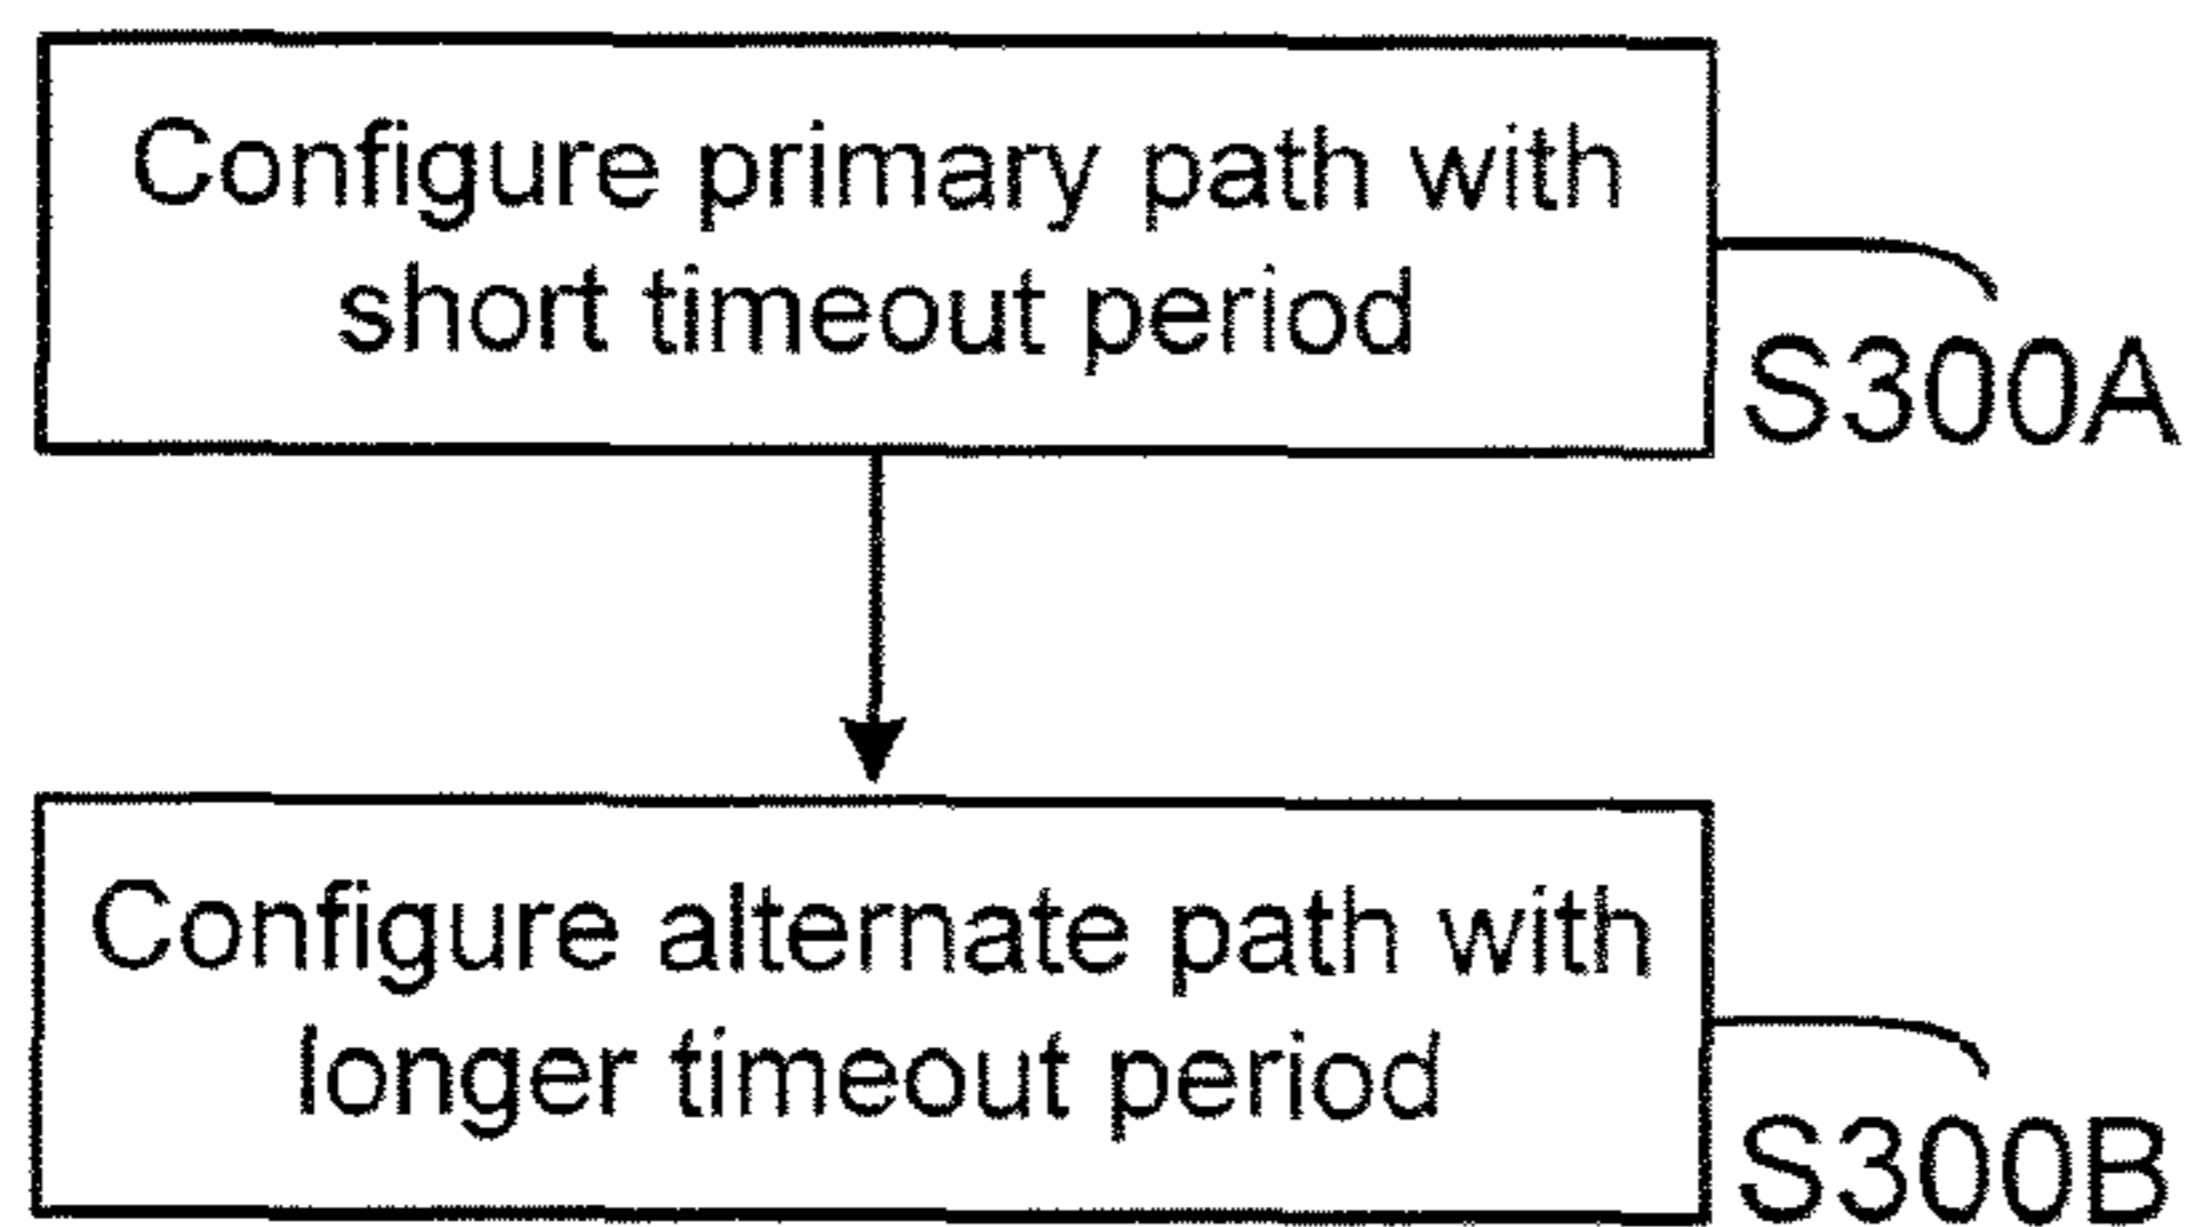 Configure primary path with
short timeout period
S300A
Configure alternate path with
longer timeout period
S300B